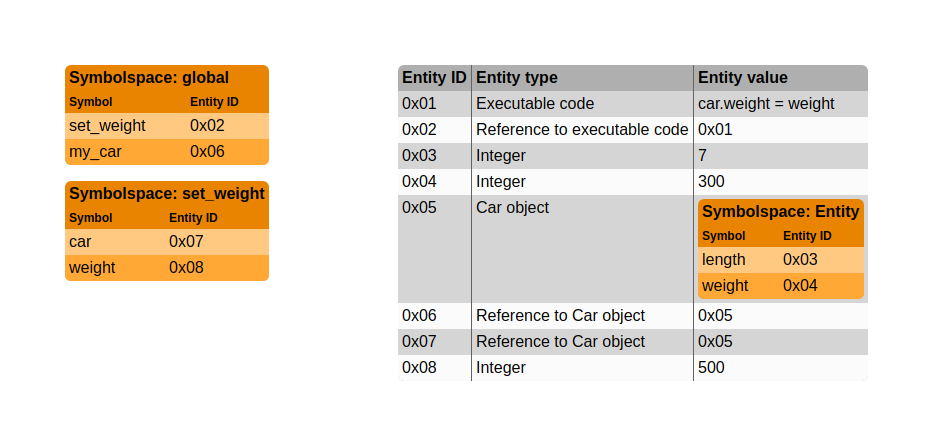 Symbolspace: global
Symbol Entity ID
set_weight 0x02
my_car 0x06
Symbolspace: set_weight
Symbol Entity ID
car 0x07
weight 0x08
Entity ID Entity type Entity value
0x01 Executable code car.weight = weight
0x02 Reference to executable code 0x01
0x03 Integer 7
0x04 Integer 300
0x05 Car object
Symbolspace: Entity
Symbol Entity ID
length 0x03
weight 0x04
0x06 Reference to Car object 0x05
0x07 Reference to Car object 0x05
0x08 Integer 500